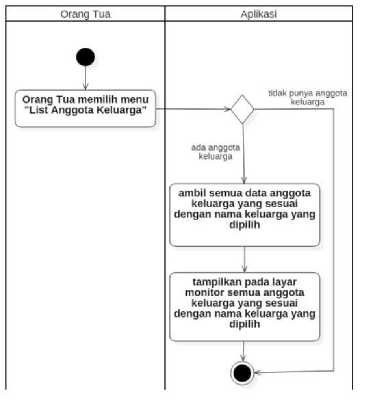 Orang Tua
Aplikasi
Orang Tua memilih menu
"List Anggota Keluarga"
tidak punya anggota
keluarga
ada anggota
keluarga
ambil semua data anggota
keluarga yang sesuai
dengan nama keluarga yang
dipilih
tampilkan pada layar
monitor semua anggota
keluarga yang sesuai
dengan nama keluarga yang
dipilih